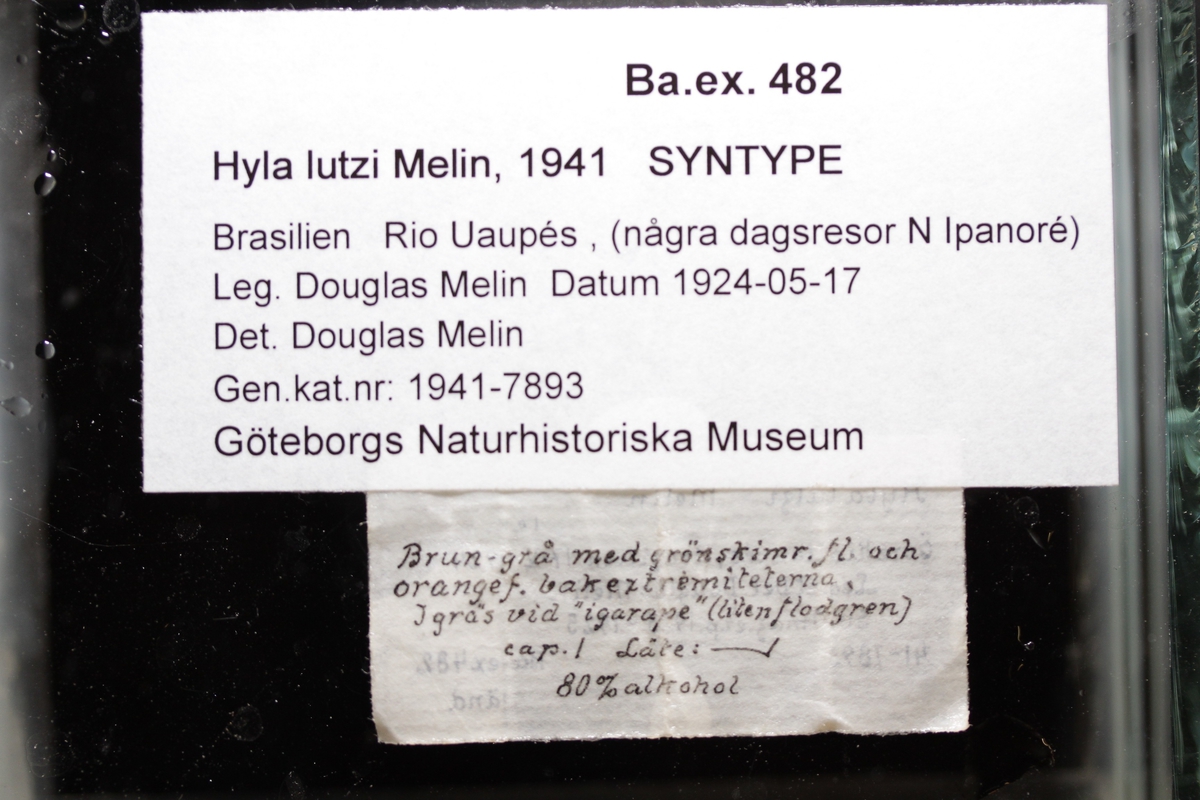 Ba.ex. 482
Hyla lutzi Melin, 1941 SYNTYPE
Brasilien Rio Uaupés , (några dagsresor N Ipanoré)
Leg. Douglas Melin Datum 1924-05-17
Det. Douglas Melin
Gen.kat.nr: 1941-7893
Göteborgs Naturhistoriska Museum
Brun-grå med grönskimr. fl. och
orangef. bakextremiteterna.
I gräs vid "igarape" (liten flodgren)
cap. 1 Läte:
80% alkohol